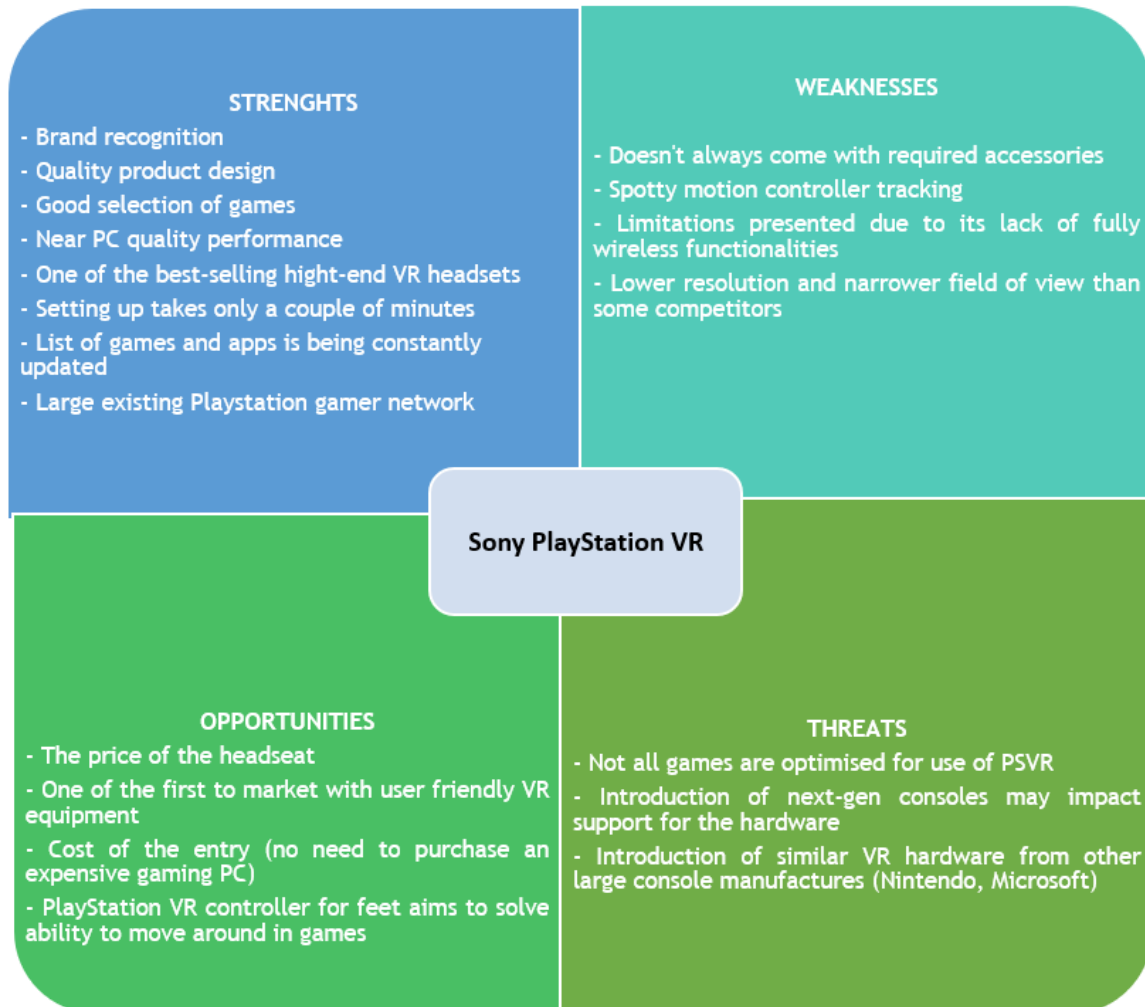 STRENGHTS
- Brand recognition
- Quality product design
- Good selection of games
- Near PC quality performance
- One of the best-selling hight-end VR headsets
- Setting up takes only a couple of minutes
- List of games and apps is being constantly
updated
- Large existing Playstation gamer network
WEAKNESSES
- Doesn't always come with required accessories
- Spotty motion controller tracking
- Limitations presented due to its lack of fully
wireless functionalities
- Lower resolution and narrower field of view than
some competitors
Sony PlayStation VR
OPPORTUNITIES
- The price of the headseat
- One of the first to market with user friendly VR
equipment
- Cost of the entry (no need to purchase an
expensive gaming PC)
- PlayStation VR controller for feet aims to solve
ability to move around in games
THREATS
- Not all games are optimised for use of PSVR
- Introduction of next-gen consoles may impact
support for the hardware
- Introduction of similar VR hardware from other
large console manufactures (Nintendo, Microsoft)